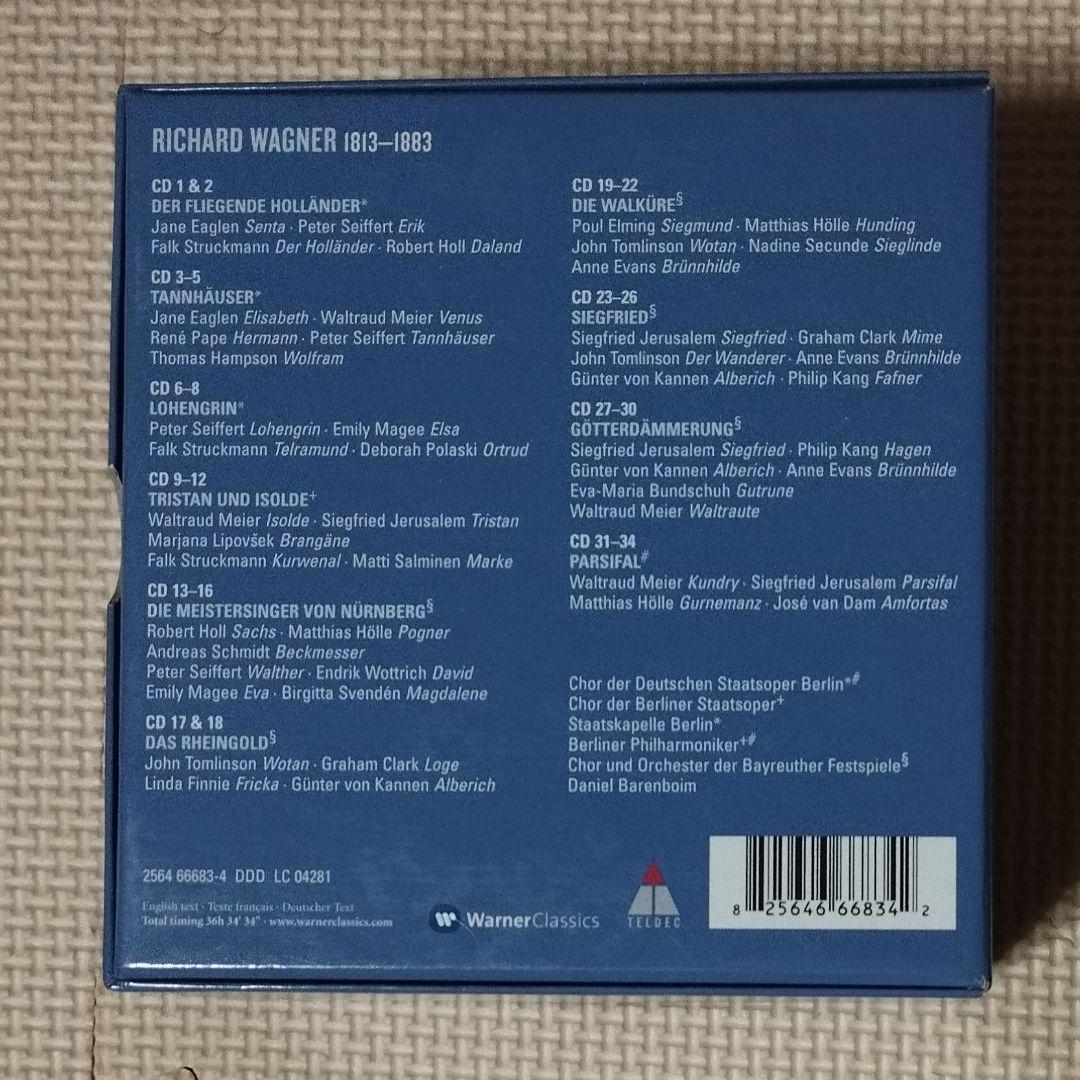 RICHARD WAGNER 1813–1883
CD 1 & 2
DER FLIEGENDE HOLLÄNDER*
Jane Eaglen Senta · Peter Seiffert Erik
Falk Struckmann Der Holländer · Robert Holl Daland
CD 3–5
TANNHÄUSER*
Jane Eaglen Elisabeth · Waltraud Meier Venus
René Pape Hermann · Peter Seiffert Tannhäuser
Thomas Hampson Wolfram
CD 6–8
LOHENGRIN*
Peter Seiffert Lohengrin · Emily Magee Elsa
Falk Struckmann Telramund · Deborah Polaski Ortrud
CD 9–12
TRISTAN UND ISOLDE+
Waltraud Meier Isolde · Siegfried Jerusalem Tristan
Marjana Lipovšek Brangäne
Falk Struckmann Kurwenal · Matti Salminen Marke
CD 13–16
DIE MEISTERSINGER VON NÜRNBERG§
Robert Holl Sachs · Matthias Hölle Pogner
Andreas Schmidt Beckmesser
Peter Seiffert Walther · Endrik Wottrich David
Emily Magee Eva · Birgitta Svendén Magdalene
CD 17 & 18
DAS RHEINGOLD§
John Tomlinson Wotan · Graham Clark Loge
Linda Finnie Fricka · Günter von Kannen Alberich
CD 19–22
DIE WALKÜRE§
Poul Elming Siegmund · Matthias Hölle Hunding
John Tomlinson Wotan · Nadine Secunde Sieglinde
Anne Evans Brünnhilde
CD 23–26
SIEGFRIED§
Siegfried Jerusalem Siegfried · Graham Clark Mime
John Tomlinson Der Wanderer · Anne Evans Brünnhilde
Günter von Kannen Alberich · Philip Kang Fafner
CD 27–30
GÖTTERDÄMMERUNG§
Siegfried Jerusalem Siegfried · Philip Kang Hagen
Günter von Kannen Alberich · Anne Evans Brünnhilde
Eva-Maria Bundschuh Gutrune
Waltraud Meier Waltraute
CD 31–34
PARSIFAL#
Waltraud Meier Kundry · Siegfried Jerusalem Parsifal
Matthias Hölle Gurnemanz · José van Dam Amfortas
Chor der Deutschen Staatsoper Berlin*#
Chor der Berliner Staatsoper+
Staatskapelle Berlin*
Berliner Philharmoniker+#
Chor und Orchester der Bayreuther Festspiele§
Daniel Barenboim
2564 66683-4 DDD LC 04281
English text · Texte français · Deutscher Text
Total timing 36h 34' 34" · www.warnerclassics.com
WarnerClassics
TELDEC
8 25646 66834 2